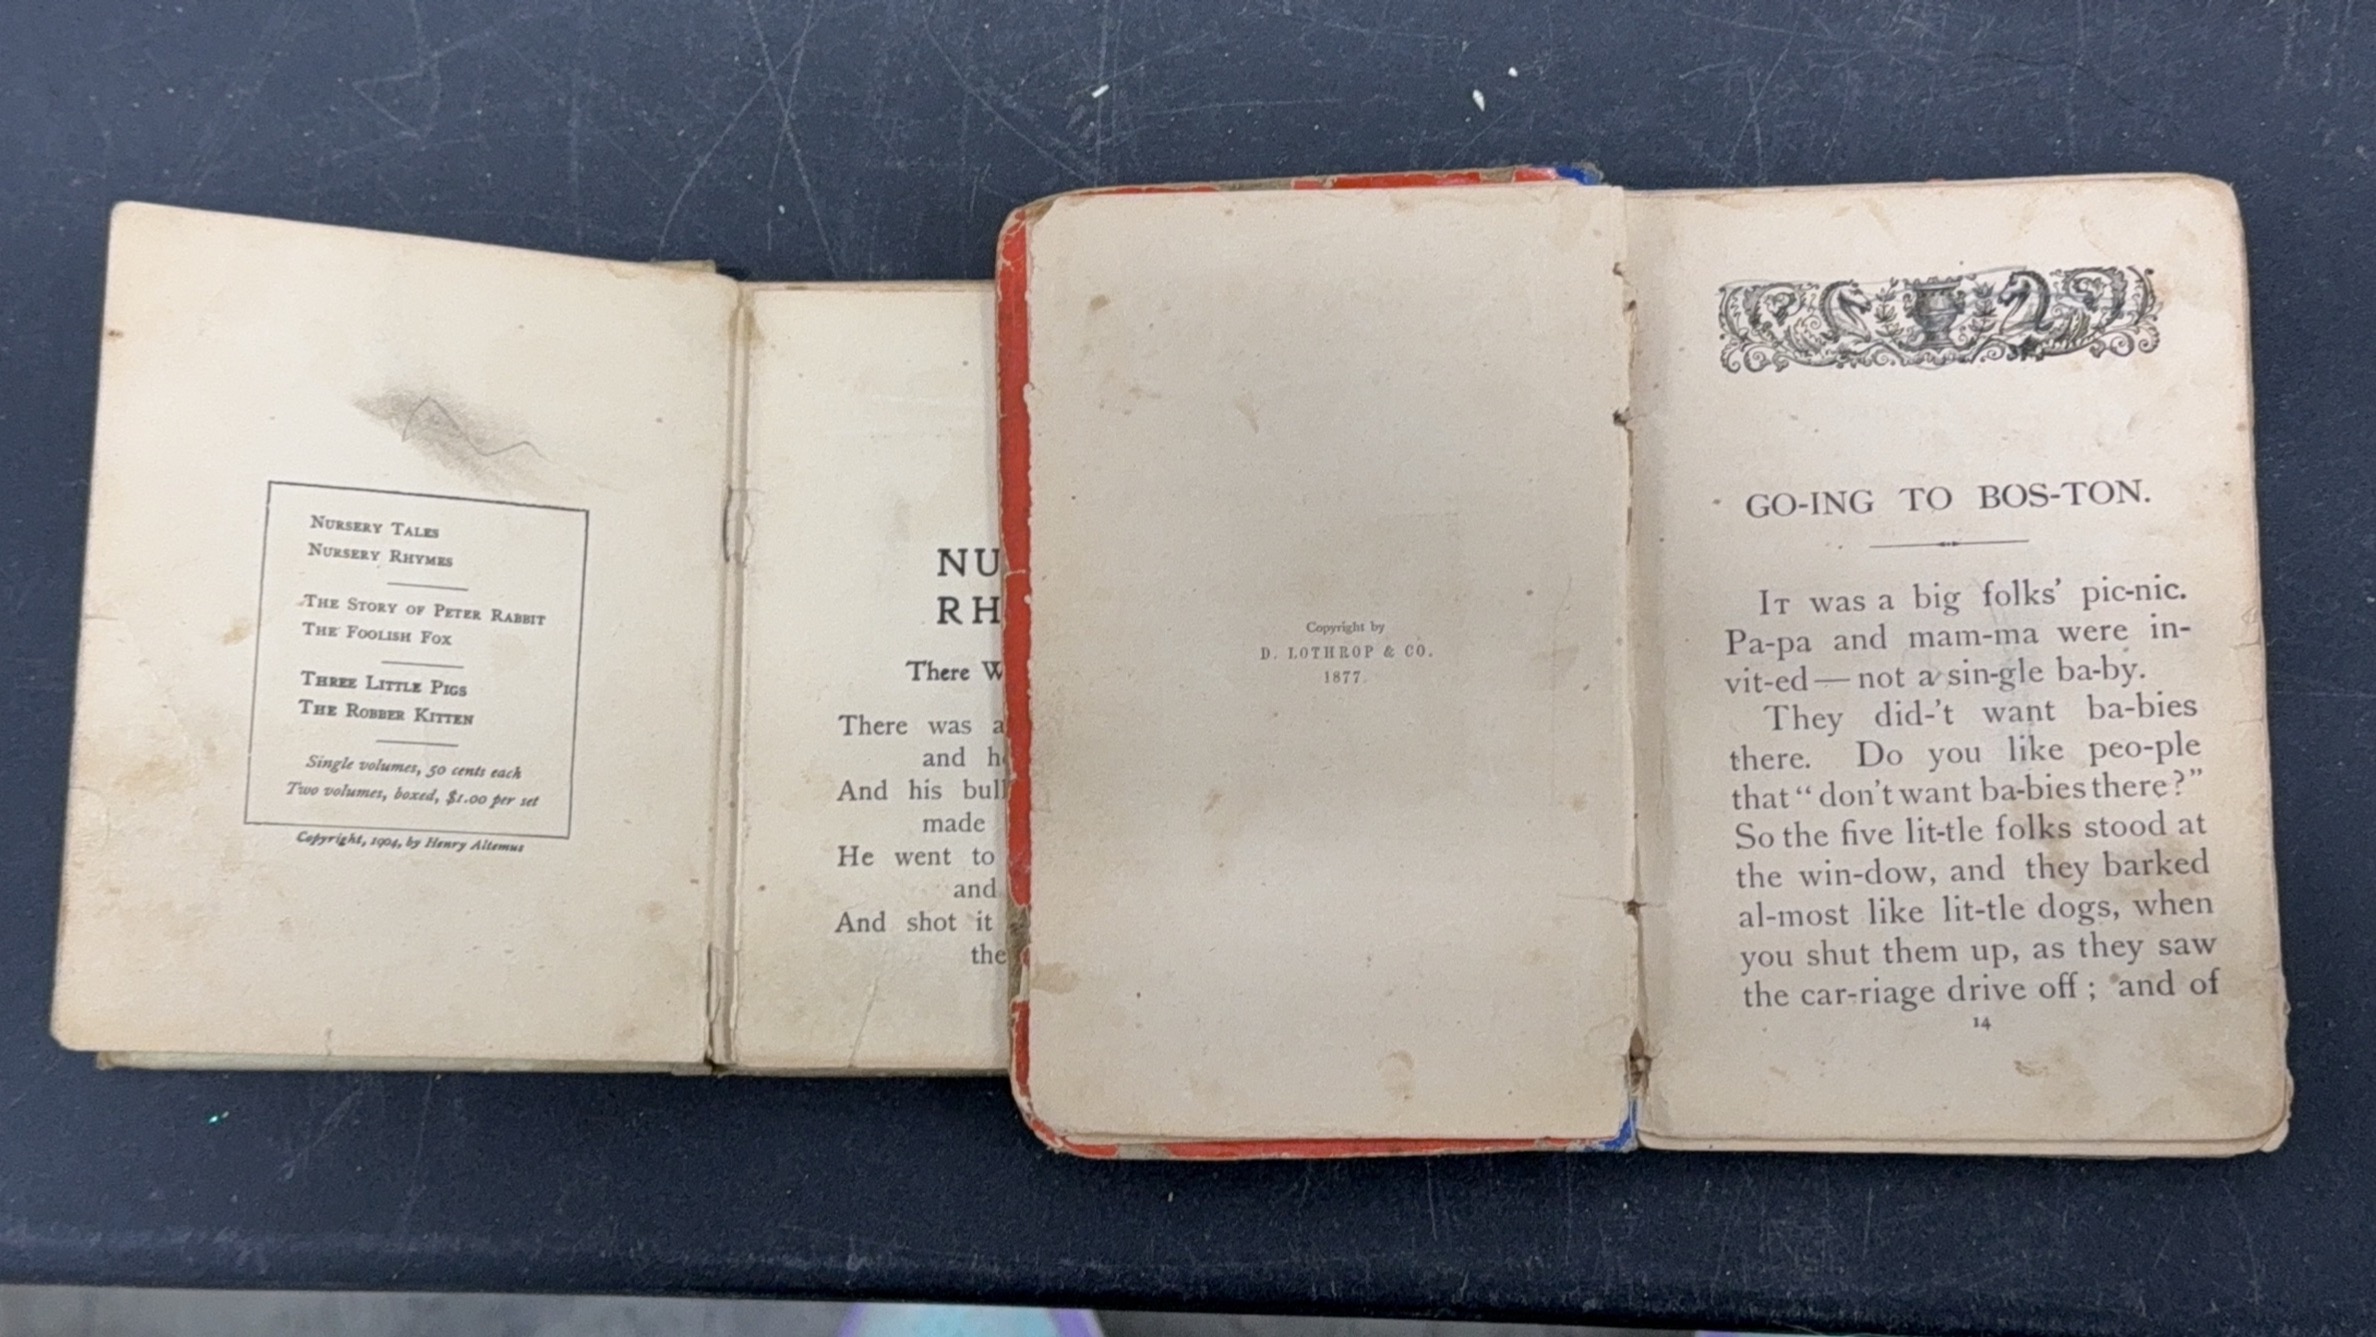 Nursery Tales
Nursery Rhymes
The Story of Peter Rabbit
The Foolish Fox
Three Little Pigs
The Robber Kitten
Single volumes, 50 cents each
Two volumes, boxed, $1.00 per set
Copyright, 1904, by Henry Altemus
NU
RH
There W
There was a
and h
And his bull
made
He went to
and
And shot it
the
Copyright by
D. LOTHROP & CO.
1877.
GO-ING TO BOS-TON.
IT was a big folks' pic-nic.
Pa-pa and mam-ma were in-
vit-ed — not a sin-gle ba-by.
They did-'t want ba-bies
there. Do you like peo-ple
that "don't want ba-bies there?"
So the five lit-tle folks stood at
the win-dow, and they barked
al-most like lit-tle dogs, when
you shut them up, as they saw
the car-riage drive off; and of
14